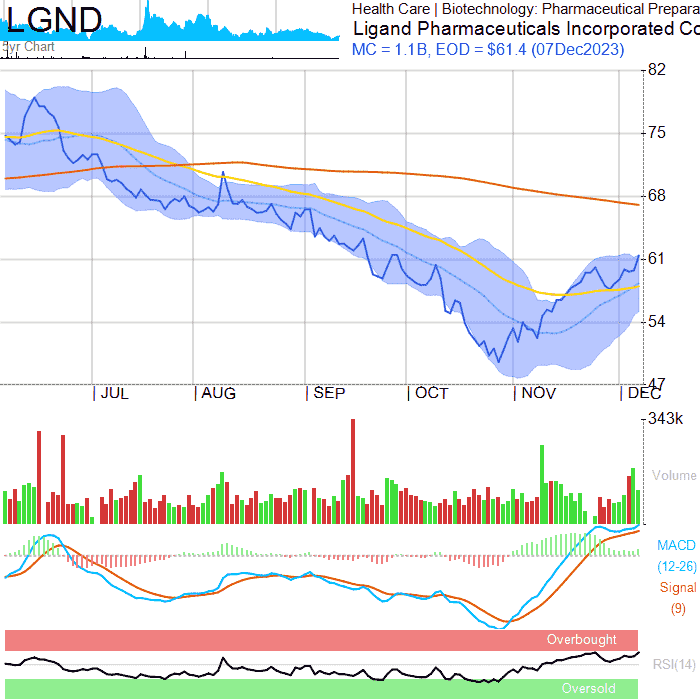 LGND
5yr Chart
Health Care | Biotechnology: Pharmaceutical Prepara
Ligand Pharmaceuticals Incorporated Co
MC = 1.1B, EOD = $61.4 (07Dec2023)
82
75
68
61
54
47
JUL AUG SEP OCT NOV DEC
343k
Volume
MACD
(12-26)
Signal
(9)
Overbought
RSI(14)
Oversold